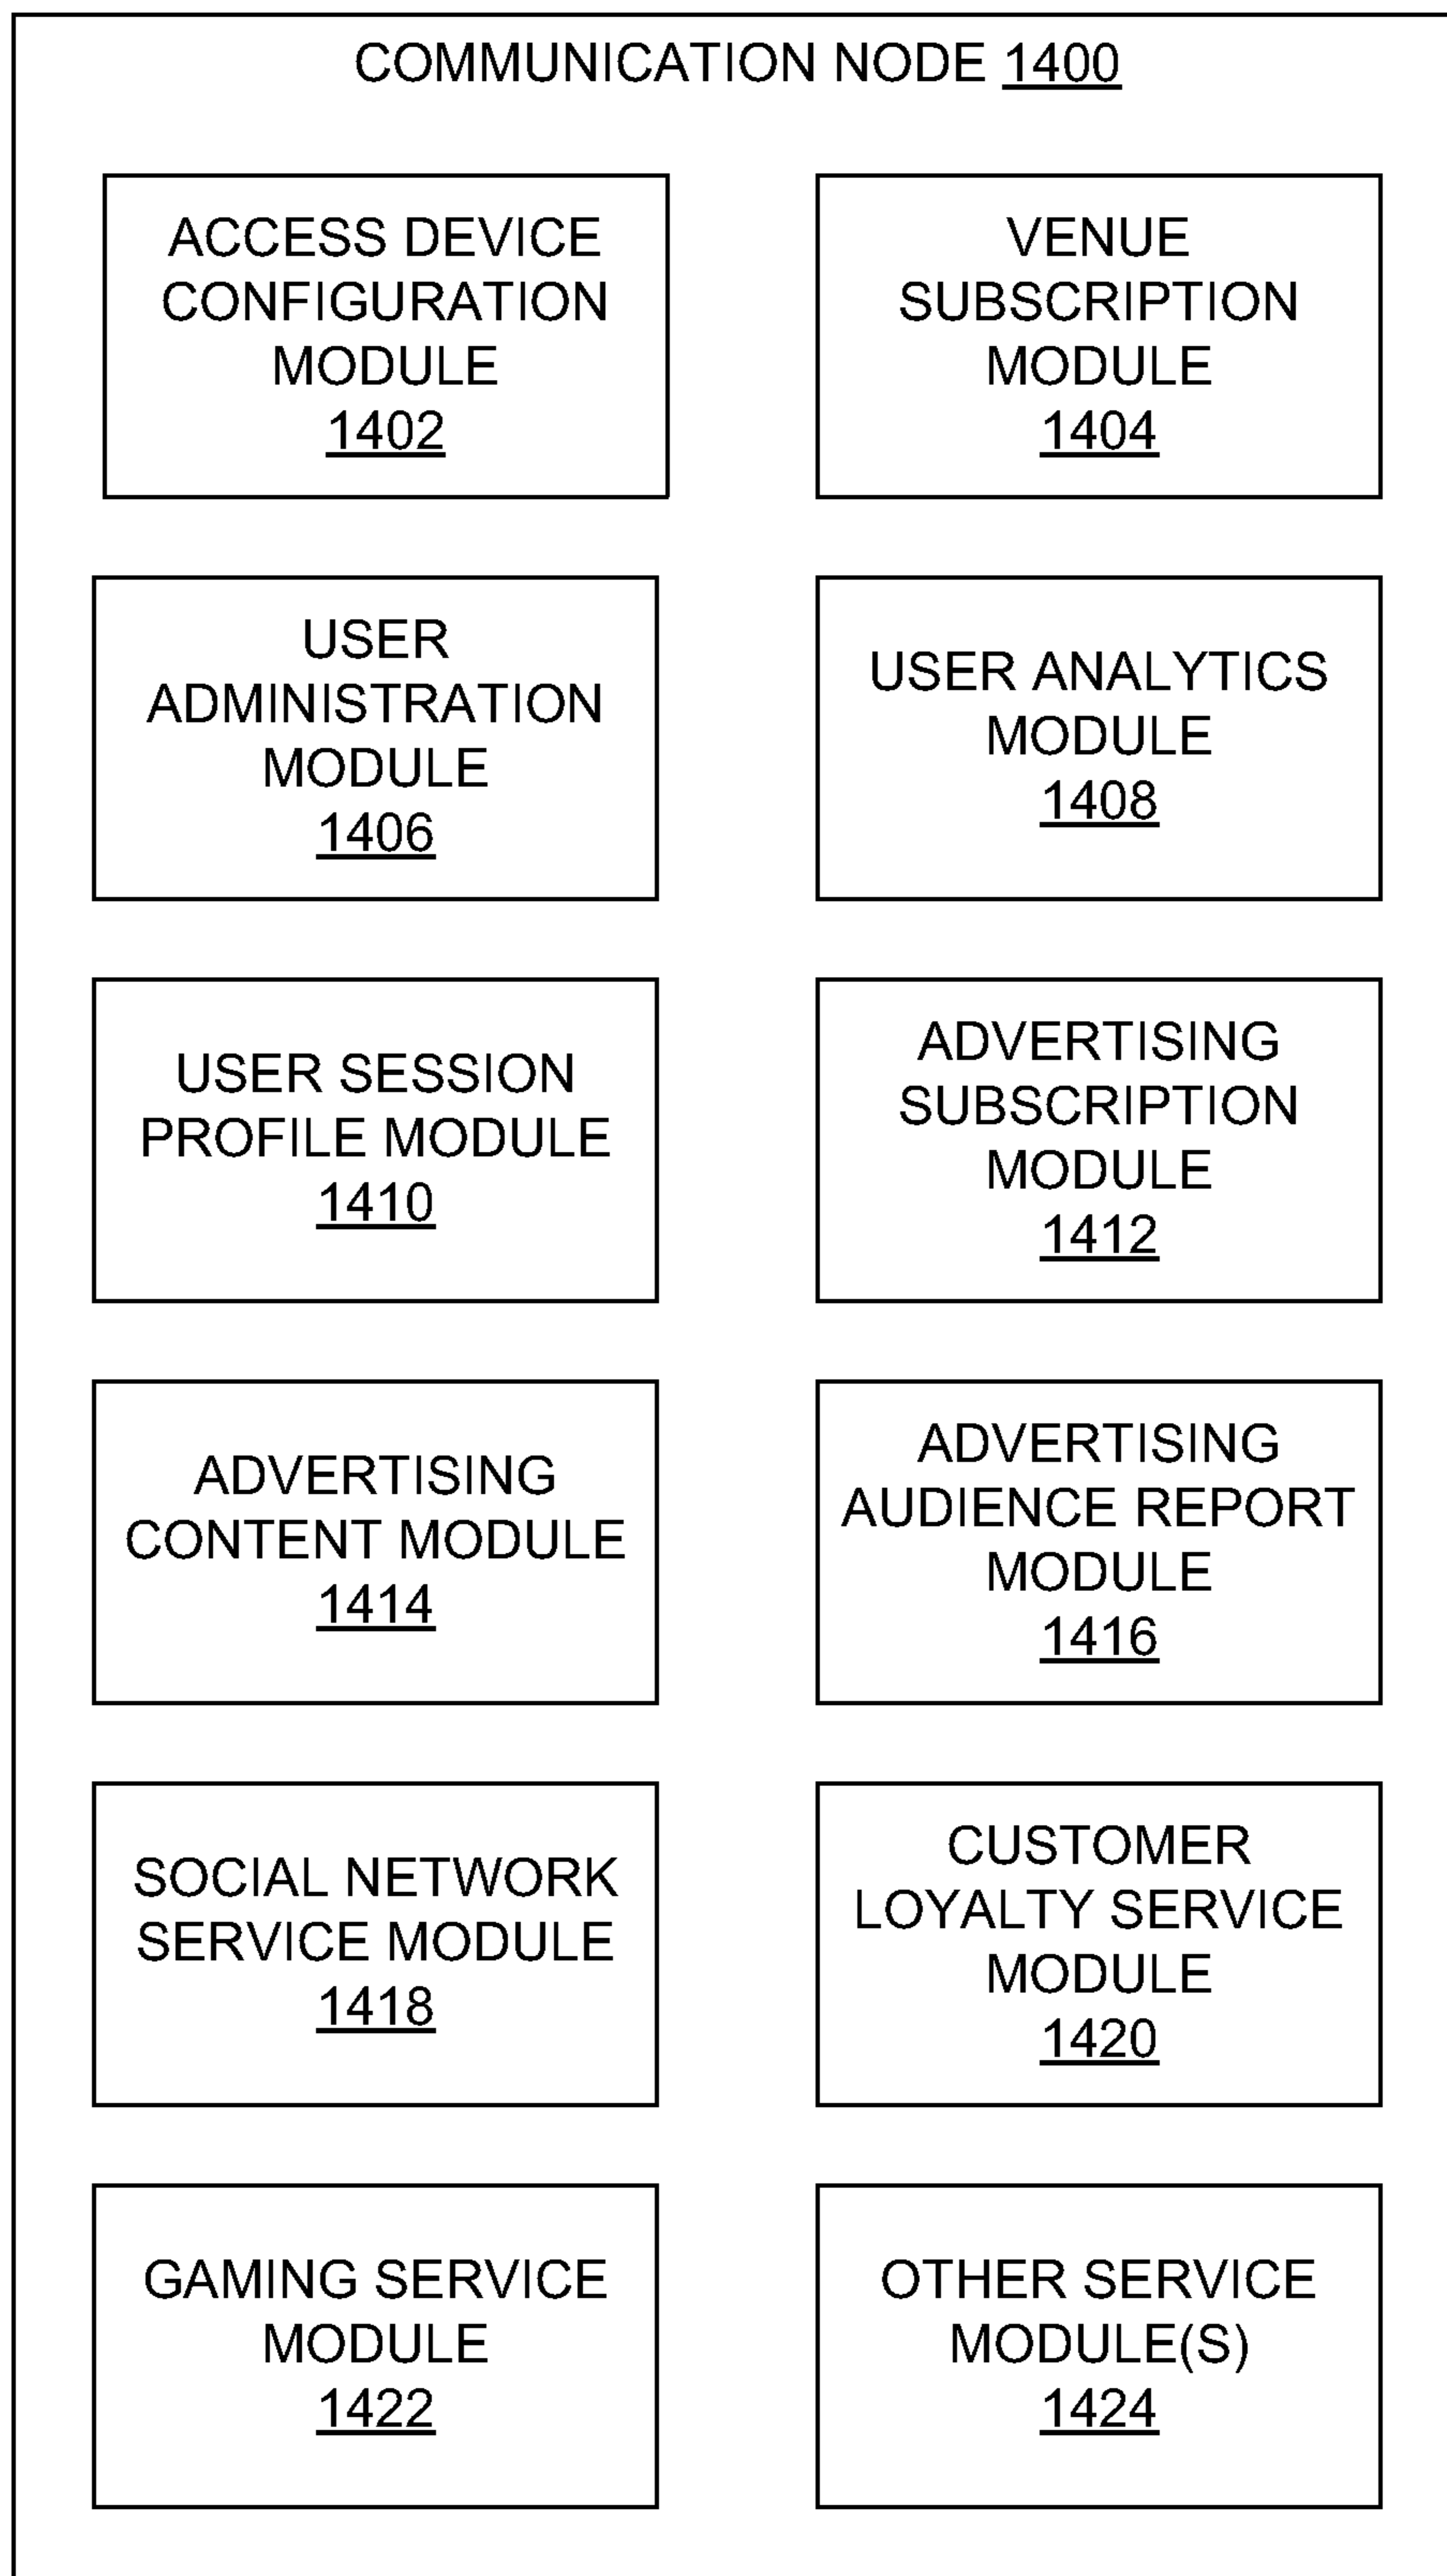 COMMUNICATION NODE 1400
ACCESS DEVICE
CONFIGURATION
MODULE
1402
VENUE
SUBSCRIPTION
MODULE
1404
USER
ADMINISTRATION
MODULE
1406
USER ANALYTICS
MODULE
1408
USER SESSION
PROFILE MODULE
1410
ADVERTISING
SUBSCRIPTION
MODULE
1412
ADVERTISING
CONTENT MODULE
1414
ADVERTISING
AUDIENCE REPORT
MODULE
1416
SOCIAL NETWORK
SERVICE MODULE
1418
CUSTOMER
LOYALTY SERVICE
MODULE
1420
GAMING SERVICE
MODULE
1422
OTHER SERVICE
MODULE(S)
1424